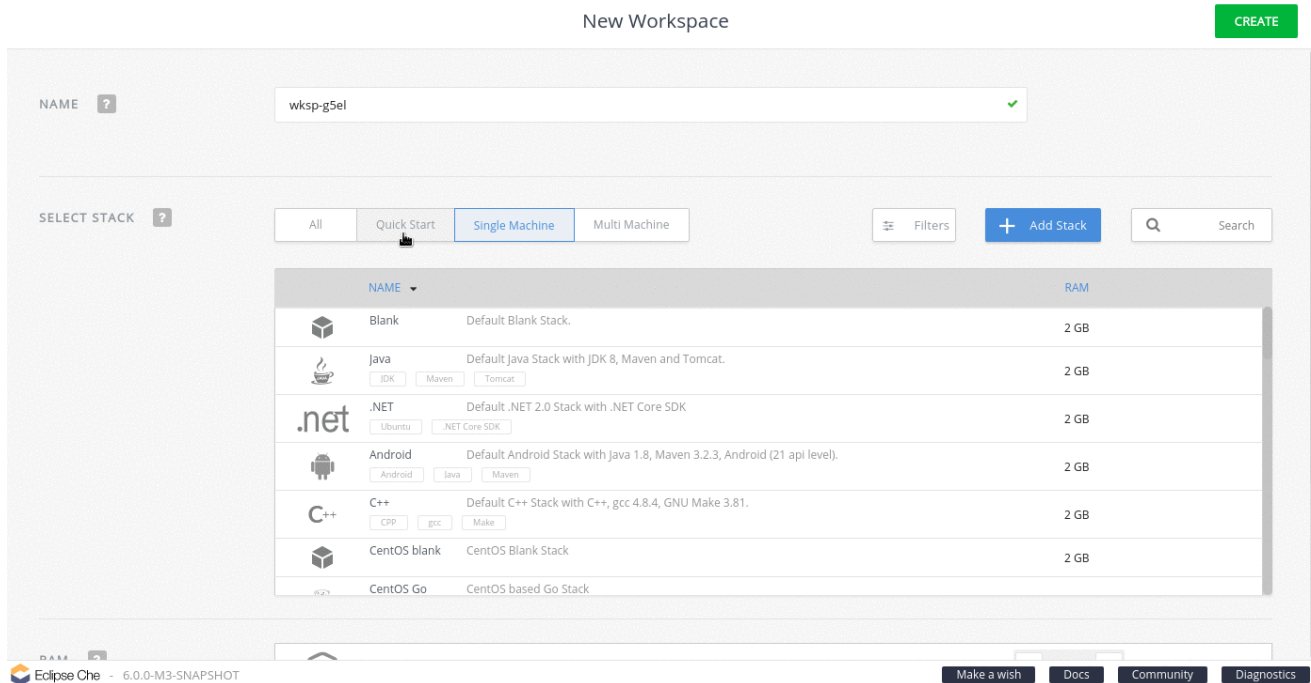 New Workspace
CREATE
NAME ?
wksp-g5el
SELECT STACK ?
All Quick Start Single Machine Multi Machine Filters + Add Stack Search
NAME RAM
Blank Default Blank Stack. 2 GB
Java Default Java Stack with JDK 8, Maven and Tomcat. 2 GB
JDK Maven Tomcat
.net .NET Default .NET 2.0 Stack with .NET Core SDK 2 GB
Ubuntu .NET Core SDK
Android Default Android Stack with Java 1.8, Maven 3.2.3, Android (21 api level). 2 GB
Android Java Maven
C++ C++ Default C++ Stack with C++, gcc 4.8.4, GNU Make 3.81. 2 GB
CPP gcc Make
CentOS blank CentOS Blank Stack 2 GB
CentOS Go CentOS based Go Stack
RAM ?
Eclipse Che - 6.0.0-M3-SNAPSHOT Make a wish Docs Community Diagnostics